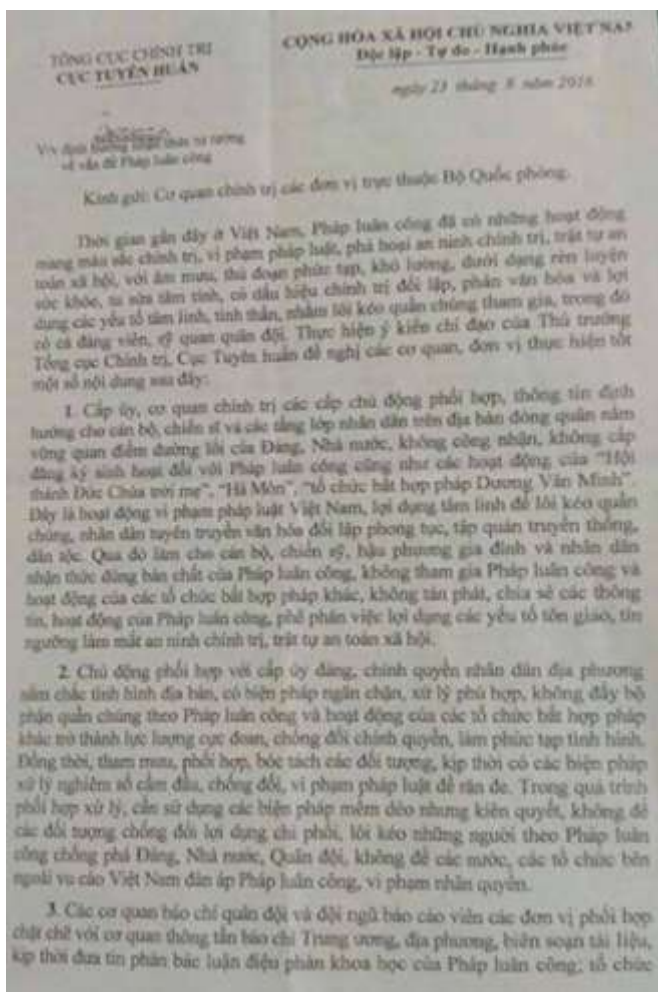 TỔNG CỤC CHÍNH TRỊ
CỤC TUYÊN HUẤN
CỘNG HÒA XÃ HỘI CHỦ NGHĨA VIỆT NAM
Độc lập - Tự do - Hạnh phúc
ngày 23 tháng 8 năm
V/v định hướng nhận thức tư tưởng
về vấn đề Pháp luân công
Kính gửi: Cơ quan chính trị các đơn vị trực thuộc Bộ Quốc phòng.
Thời gian gần đây ở Việt Nam, Pháp luân công đã có những hoạt động
mang màu sắc chính trị, vi phạm pháp luật, phá hoại an ninh chính trị, trật tự an
toàn xã hội, với âm mưu, thủ đoạn phức tạp, khó lường, dưới dạng rèn luyện
sức khỏe, tu sửa tâm tính, có dấu hiệu chính trị đối lập, phản văn hóa và lợi
dụng các yếu tố tâm linh, tinh thần, nhằm lôi kéo quần chúng tham gia, trong đó
có cả đảng viên, sỹ quan quân đội. Thực hiện ý kiến chỉ đạo của Thủ trưởng
Tổng cục Chính trị, Cục Tuyên huấn đề nghị các cơ quan, đơn vị thực hiện tốt
một số nội dung sau đây:
1. Cấp ủy, cơ quan chính trị các cấp chủ động phối hợp, thông tin định
hướng cho cán bộ, chiến sĩ và các tầng lớp nhân dân trên địa bàn đóng quân nắm
vững quan điểm đường lối của Đảng, Nhà nước, không công nhận, không cấp
đăng ký sinh hoạt đối với Pháp luân công cũng như các hoạt động của "Hội
thánh Đức Chúa trời mẹ", "Hà Mòn", "tổ chức bất hợp pháp Dương Văn Minh".
Đây là hoạt động vi phạm pháp luật Việt Nam, lợi dụng tâm linh để lôi kéo quần
chúng, nhân dân tuyên truyền văn hóa đối lập phong tục, tập quán truyền thống,
dân tộc. Qua đó làm cho cán bộ, chiến sỹ, hậu phương gia đình và nhân dân
nhận thức đúng bản chất của Pháp luân công, không tham gia Pháp luân công và
hoạt động của các tổ chức bất hợp pháp khác, không tán phát, chia sẻ các thông
tin, hoạt động của Pháp luân công, phê phán việc lợi dụng các yếu tố tôn giáo, tín
ngưỡng làm mất an ninh chính trị, trật tự an toàn xã hội.
2. Chủ động phối hợp với cấp ủy đảng, chính quyền nhân dân địa phương
nắm chắc tình hình địa bàn, có biện pháp ngăn chặn, xử lý phù hợp, không đẩy bộ
phận quần chúng theo Pháp luân công và hoạt động của các tổ chức bất hợp pháp
khác trở thành lực lượng cực đoan, chống đối chính quyền, làm phức tạp tình hình.
Đồng thời, tham mưu, phối hợp, bóc tách các đối tượng, kịp thời có các biện pháp
xử lý nghiêm số cầm đầu, chống đối, vi phạm pháp luật để răn đe. Trong quá trình
phối hợp xử lý, cần sử dụng các biện pháp mềm dẻo nhưng kiên quyết, không để
các đối tượng chống đối lợi dụng chi phối, lôi kéo những người theo Pháp luân
công chống phá Đảng, Nhà nước, Quân đội, không để các nước, các tổ chức bên
ngoài vu cáo Việt Nam đàn áp Pháp luân công, vi phạm nhân quyền.
3. Các cơ quan báo chí quân đội và đội ngũ báo cáo viên các đơn vị phối hợp
chặt chẽ với cơ quan thông tấn báo chí Trung ương, địa phương, biên soạn tài liệu,
kịp thời đưa tin phản bác luận điệu phản khoa học của Pháp luân công; tổ chức